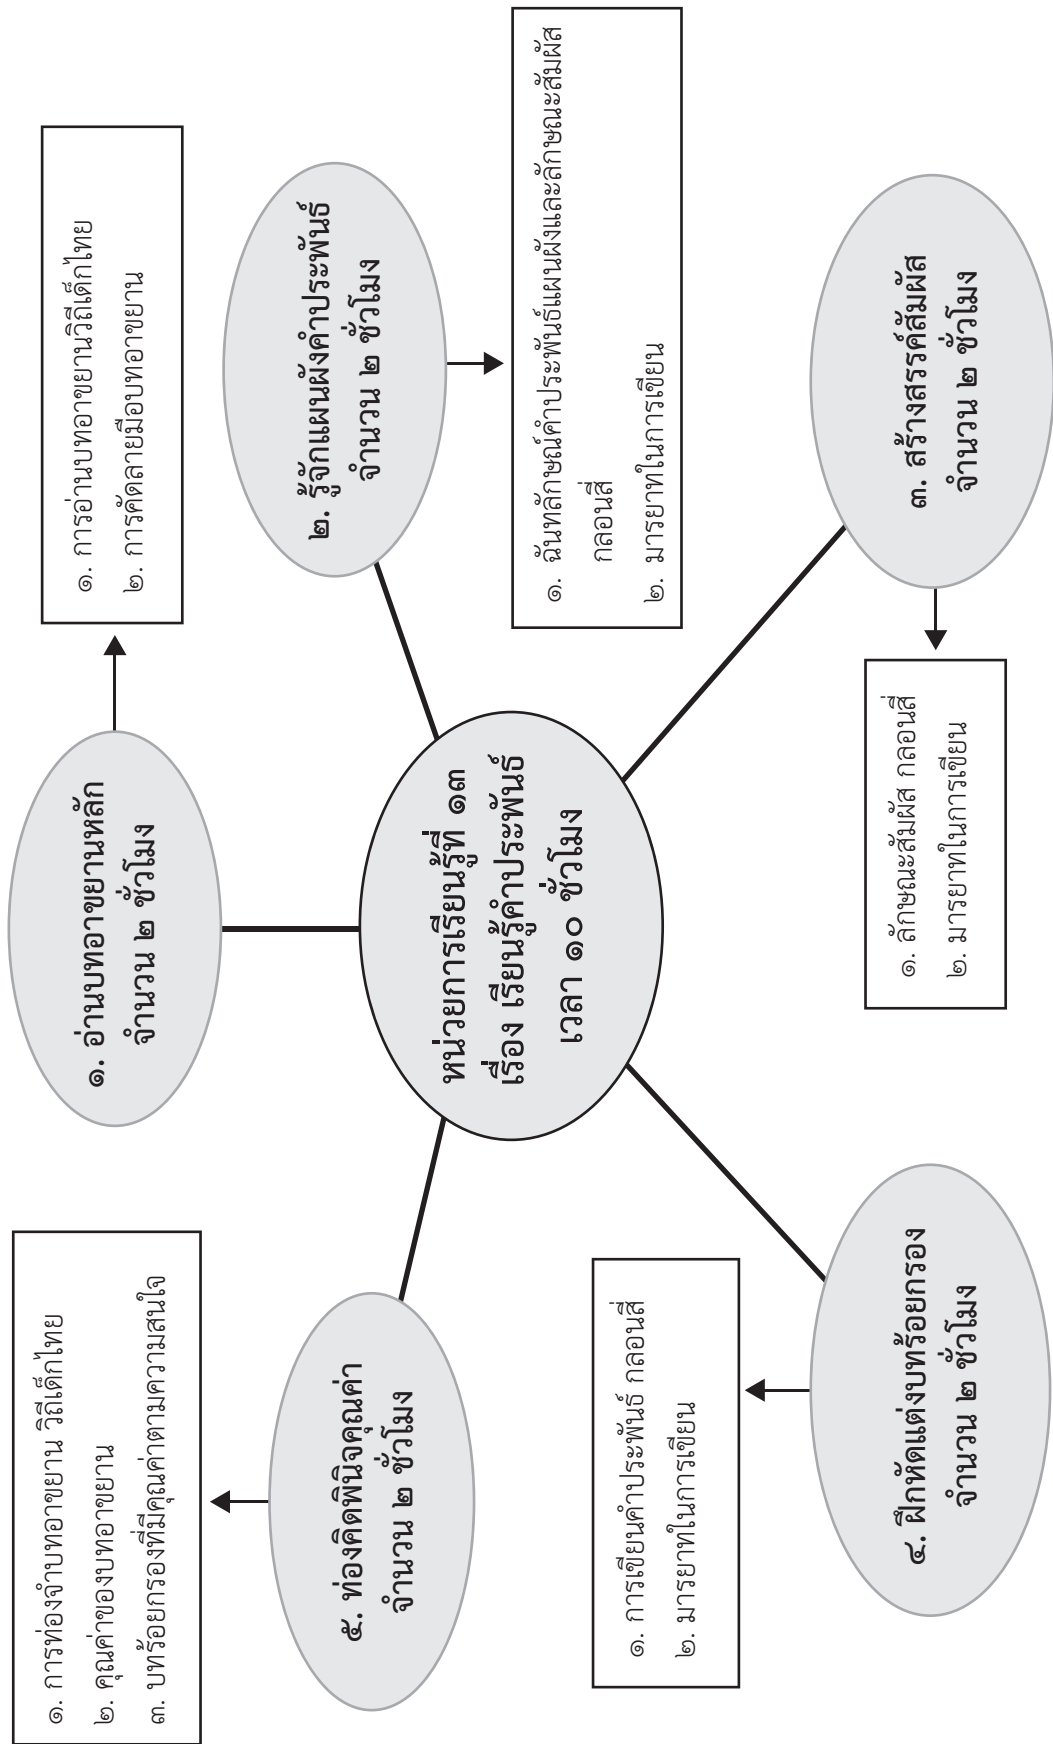 หน่วยการเรียนรู้ที่ ๑๓
เรื่อง เรียนรู้คำประพันธ์
เวลา ๑๐ ชั่วโมง
๑. อ่านบทอาขยานหลัก
จำนวน ๒ ชั่วโมง
๑. การอ่านบทอาขยานวิถีเด็กไทย
๒. การคัดลายมือบทอาขยาน
๒. รู้จักแผนผังคำประพันธ์
จำนวน ๒ ชั่วโมง
๑. ฉันทลักษณ์คำประพันธ์แผนผังและลักษณะสัมผัส
กลอนสี่
๒. มารยาทในการเขียน
๓. สร้างสรรค์สัมผัส
จำนวน ๒ ชั่วโมง
๑. ลักษณะสัมผัส กลอนสี่
๒. มารยาทในการเขียน
๔. ฝึกหัดแต่งบทร้อยกรอง
จำนวน ๒ ชั่วโมง
๑. การเขียนคำประพันธ์ กลอนสี่
๒. มารยาทในการเขียน
๕. ท่องคิดพินิจคุณค่า
จำนวน ๒ ชั่วโมง
๑. การท่องจำบทอาขยาน วิถีเด็กไทย
๒. คุณค่าของบทอาขยาน
๓. บทร้อยกรองที่มีคุณค่าตามความสนใจ